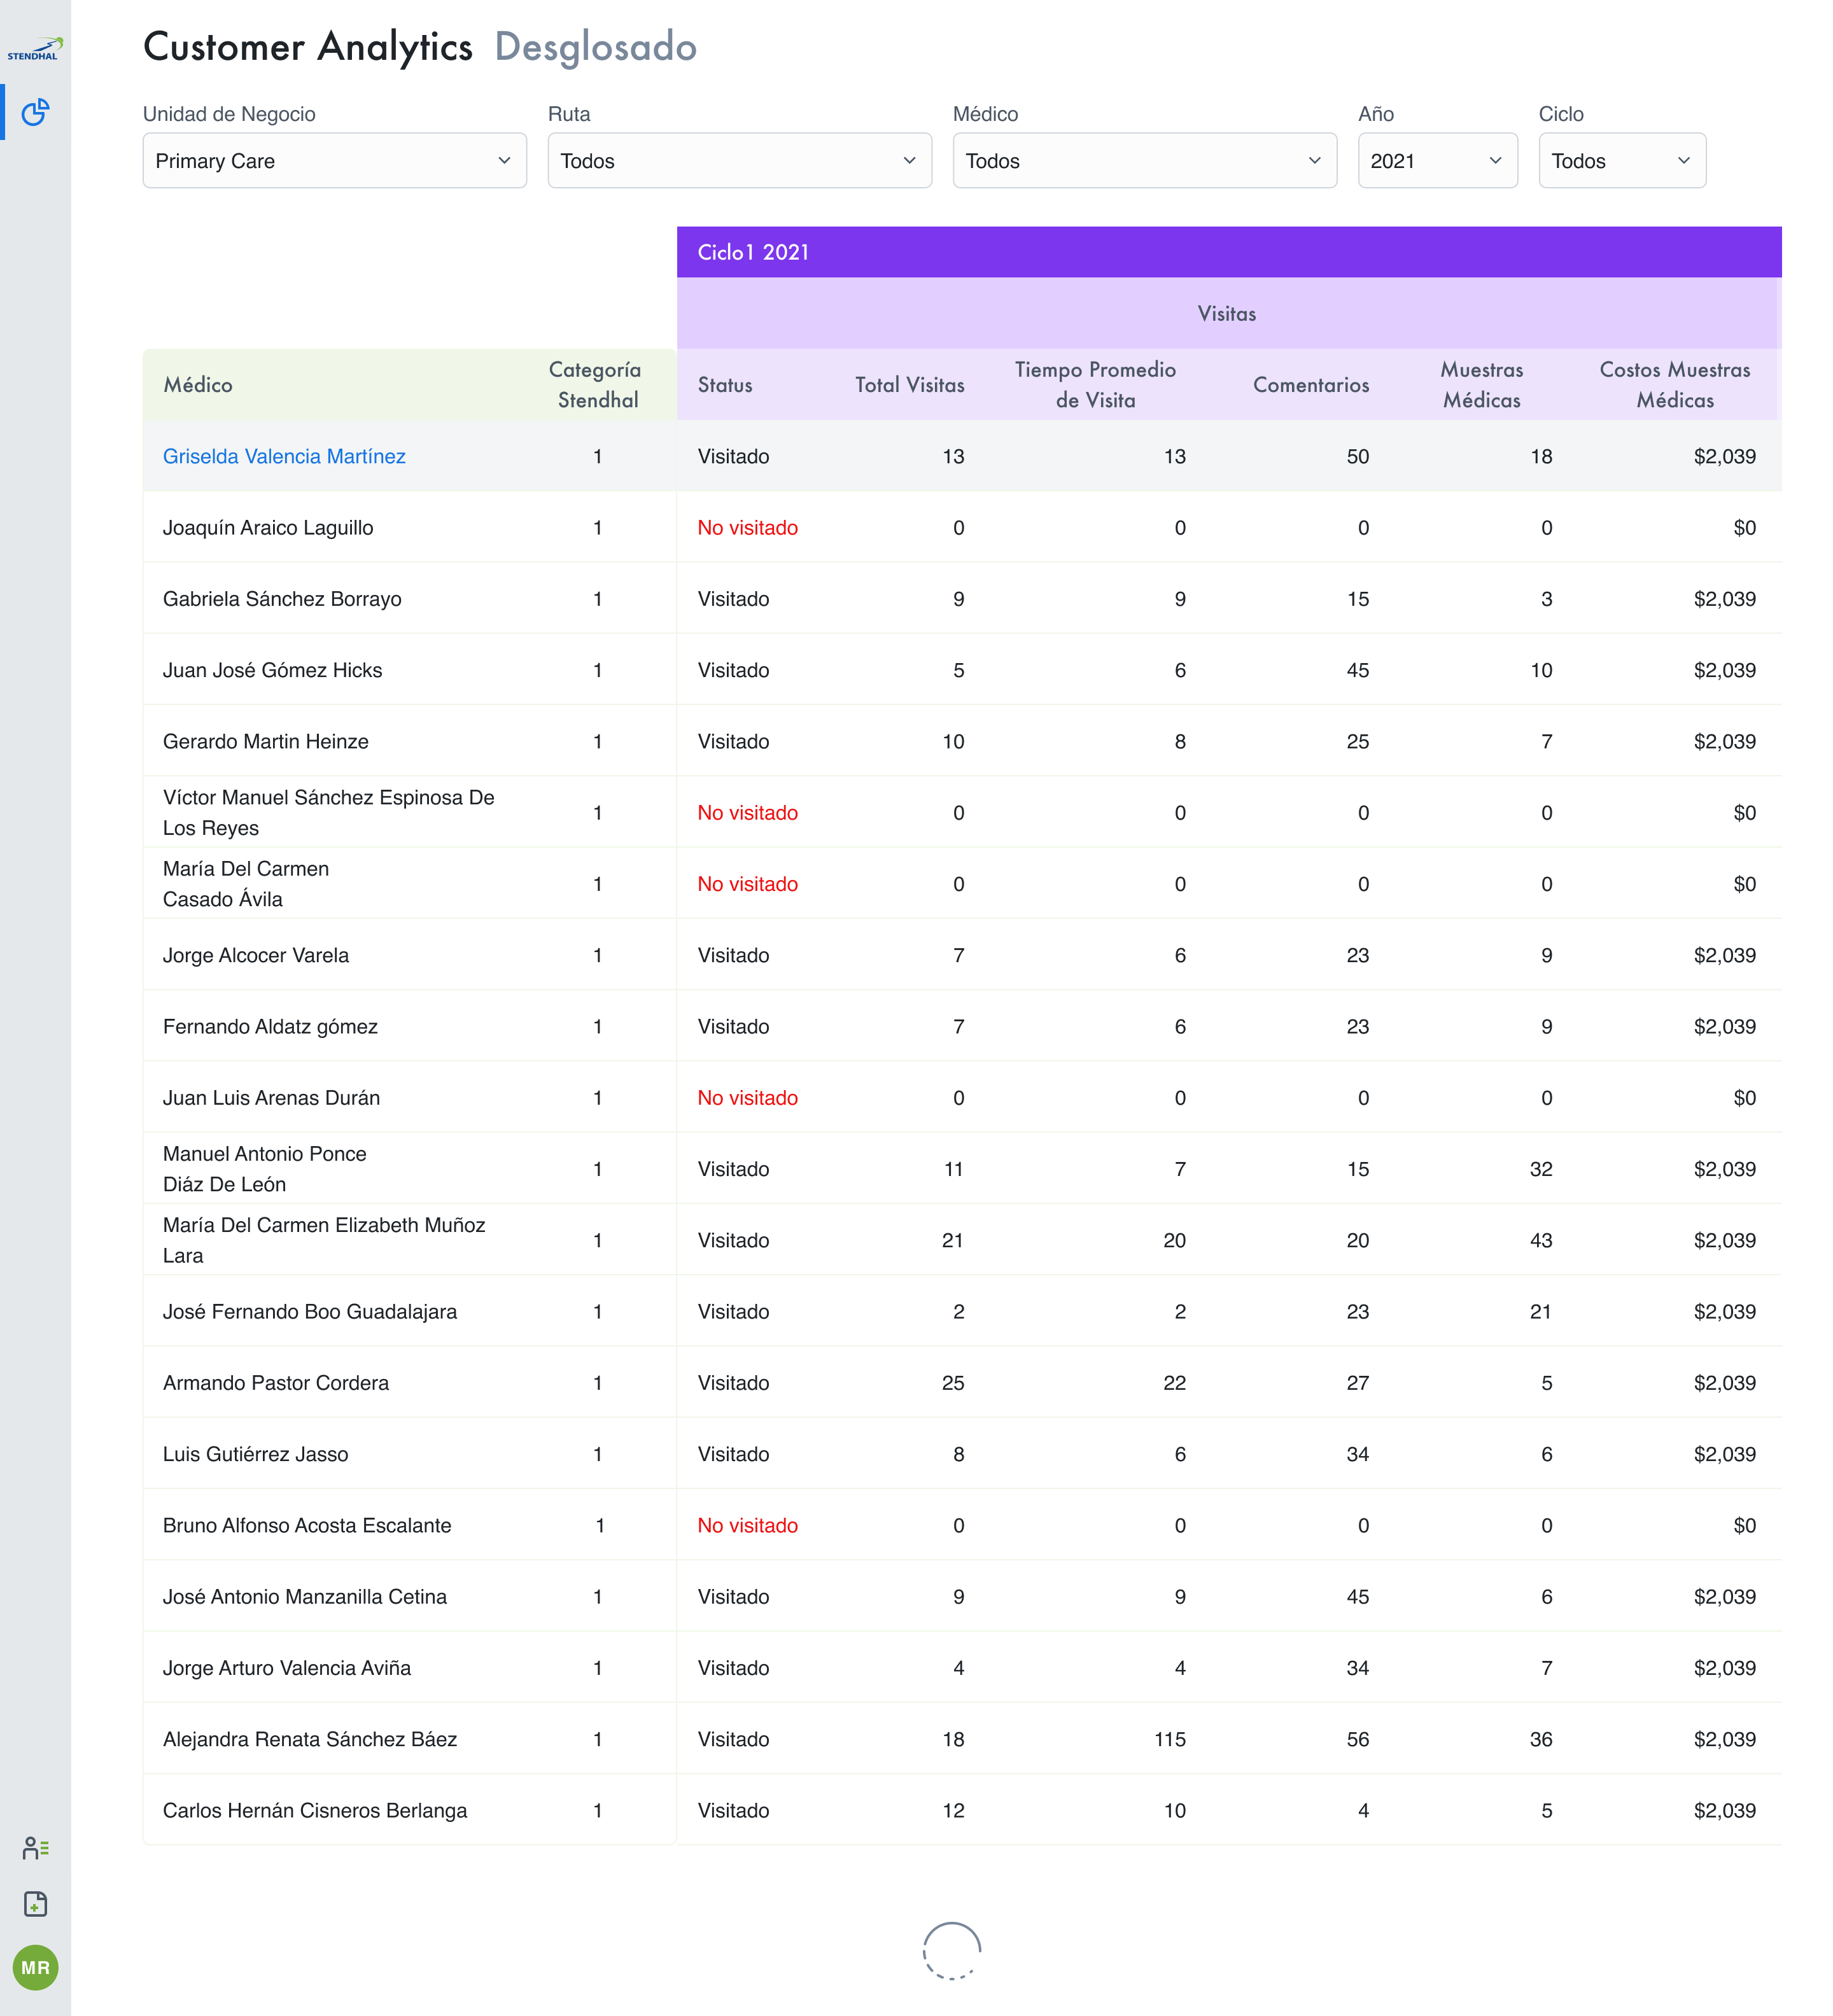 STENDHAL
Customer Analytics Desglosado
Unidad de Negocio Ruta Médico Año Ciclo
Primary Care Todos Todos 2021 Todos
Ciclo1 2021
Visitas
Médico Categoría Stendhal Status Total Visitas Tiempo Promedio de Visita Comentarios Muestras Médicas Costos Muestras Médicas
Griselda Valencia Martínez 1 Visitado 13 13 50 18 $2,039
Joaquín Araico Laguillo 1 No visitado 0 0 0 0 $0
Gabriela Sánchez Borrayo 1 Visitado 9 9 15 3 $2,039
Juan José Gómez Hicks 1 Visitado 5 6 45 10 $2,039
Gerardo Martin Heinze 1 Visitado 10 8 25 7 $2,039
Víctor Manuel Sánchez Espinosa De
Los Reyes 1 No visitado 0 0 0 0 $0
María Del Carmen
Casado Ávila 1 No visitado 0 0 0 0 $0
Jorge Alcocer Varela 1 Visitado 7 6 23 9 $2,039
Fernando Aldatz gómez 1 Visitado 7 6 23 9 $2,039
Juan Luis Arenas Durán 1 No visitado 0 0 0 0 $0
Manuel Antonio Ponce
Diáz De León 1 Visitado 11 7 15 32 $2,039
María Del Carmen Elizabeth Muñoz
Lara 1 Visitado 21 20 20 43 $2,039
José Fernando Boo Guadalajara 1 Visitado 2 2 23 21 $2,039
Armando Pastor Cordera 1 Visitado 25 22 27 5 $2,039
Luis Gutiérrez Jasso 1 Visitado 8 6 34 6 $2,039
Bruno Alfonso Acosta Escalante 1 No visitado 0 0 0 0 $0
José Antonio Manzanilla Cetina 1 Visitado 9 9 45 6 $2,039
Jorge Arturo Valencia Aviña 1 Visitado 4 4 34 7 $2,039
Alejandra Renata Sánchez Báez 1 Visitado 18 115 56 36 $2,039
Carlos Hernán Cisneros Berlanga 1 Visitado 12 10 4 5 $2,039
MR